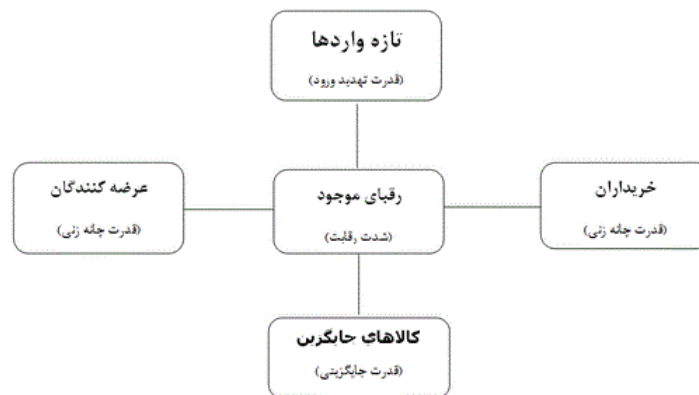 تازه واردها
(قدرت تهدید ورود)
خریداران
(قدرت چانه زنی)
رقبای موجود
(شدت رقابت)
عرضه کنندگان
(قدرت چانه زنی)
کالاهای جایگزین
(قدرت جایگزینی)